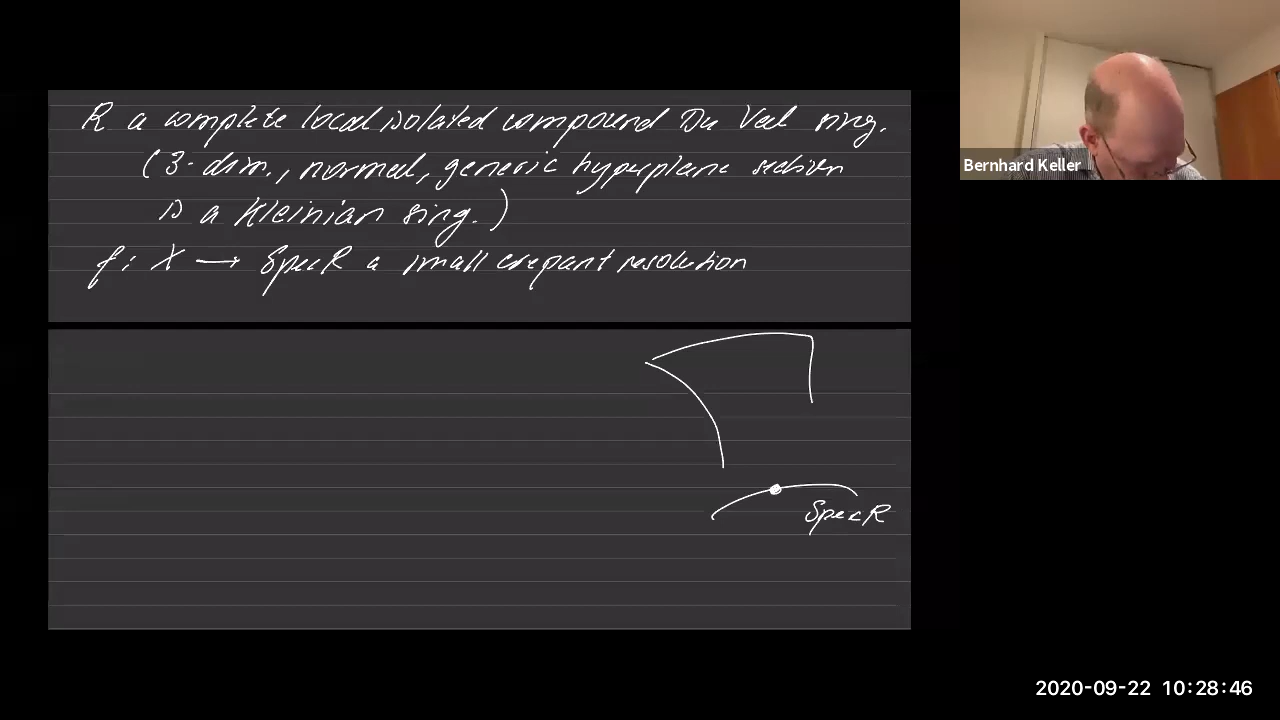 R a complete local isolated compound Du Val sing.
(3-dim., normal, generic hyperplane section
is a Kleinian sing.)
f: X → Spec R a small crepant resolution
Spec R
Bernhard Keller
2020-09-22 10:28:46